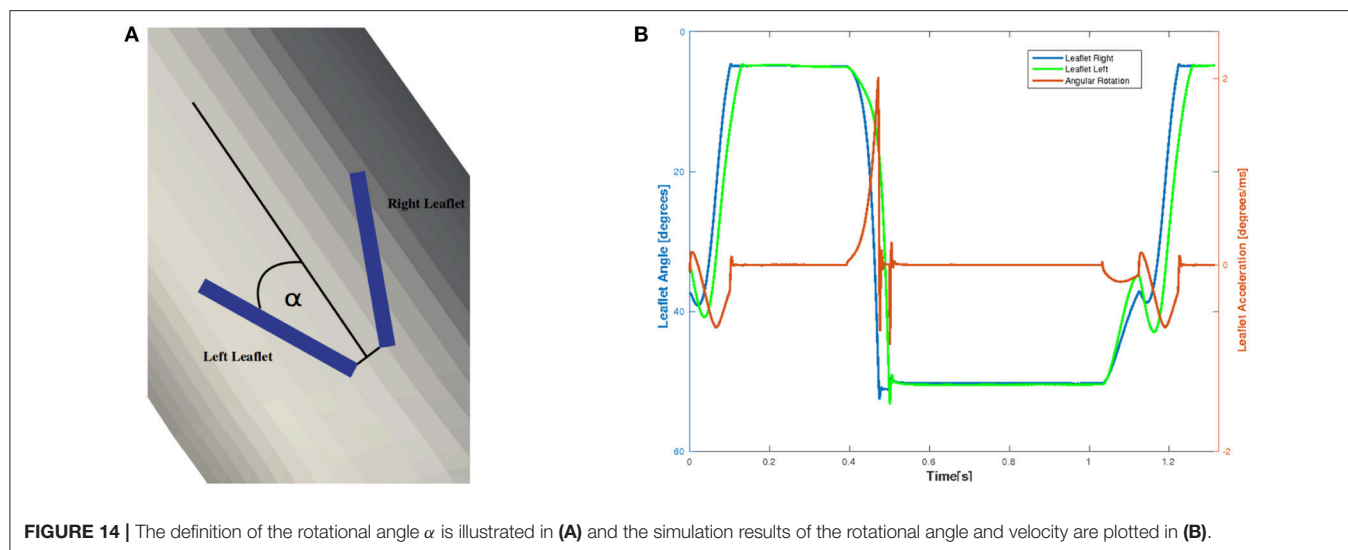 A
Right Leaflet
α
Left Leaflet
B
0
20
40
60
Leaflet Angle [degrees]
Leaflet Right
Leaflet Left
Angular Rotation
2
0
-2
Leaflet Acceleration [degrees/ms]
0
0.2
0.4
0.6
0.8
1
1.2
Time[s]
FIGURE 14 | The definition of the rotational angle α is illustrated in (A) and the simulation results of the rotational angle and velocity are plotted in (B).